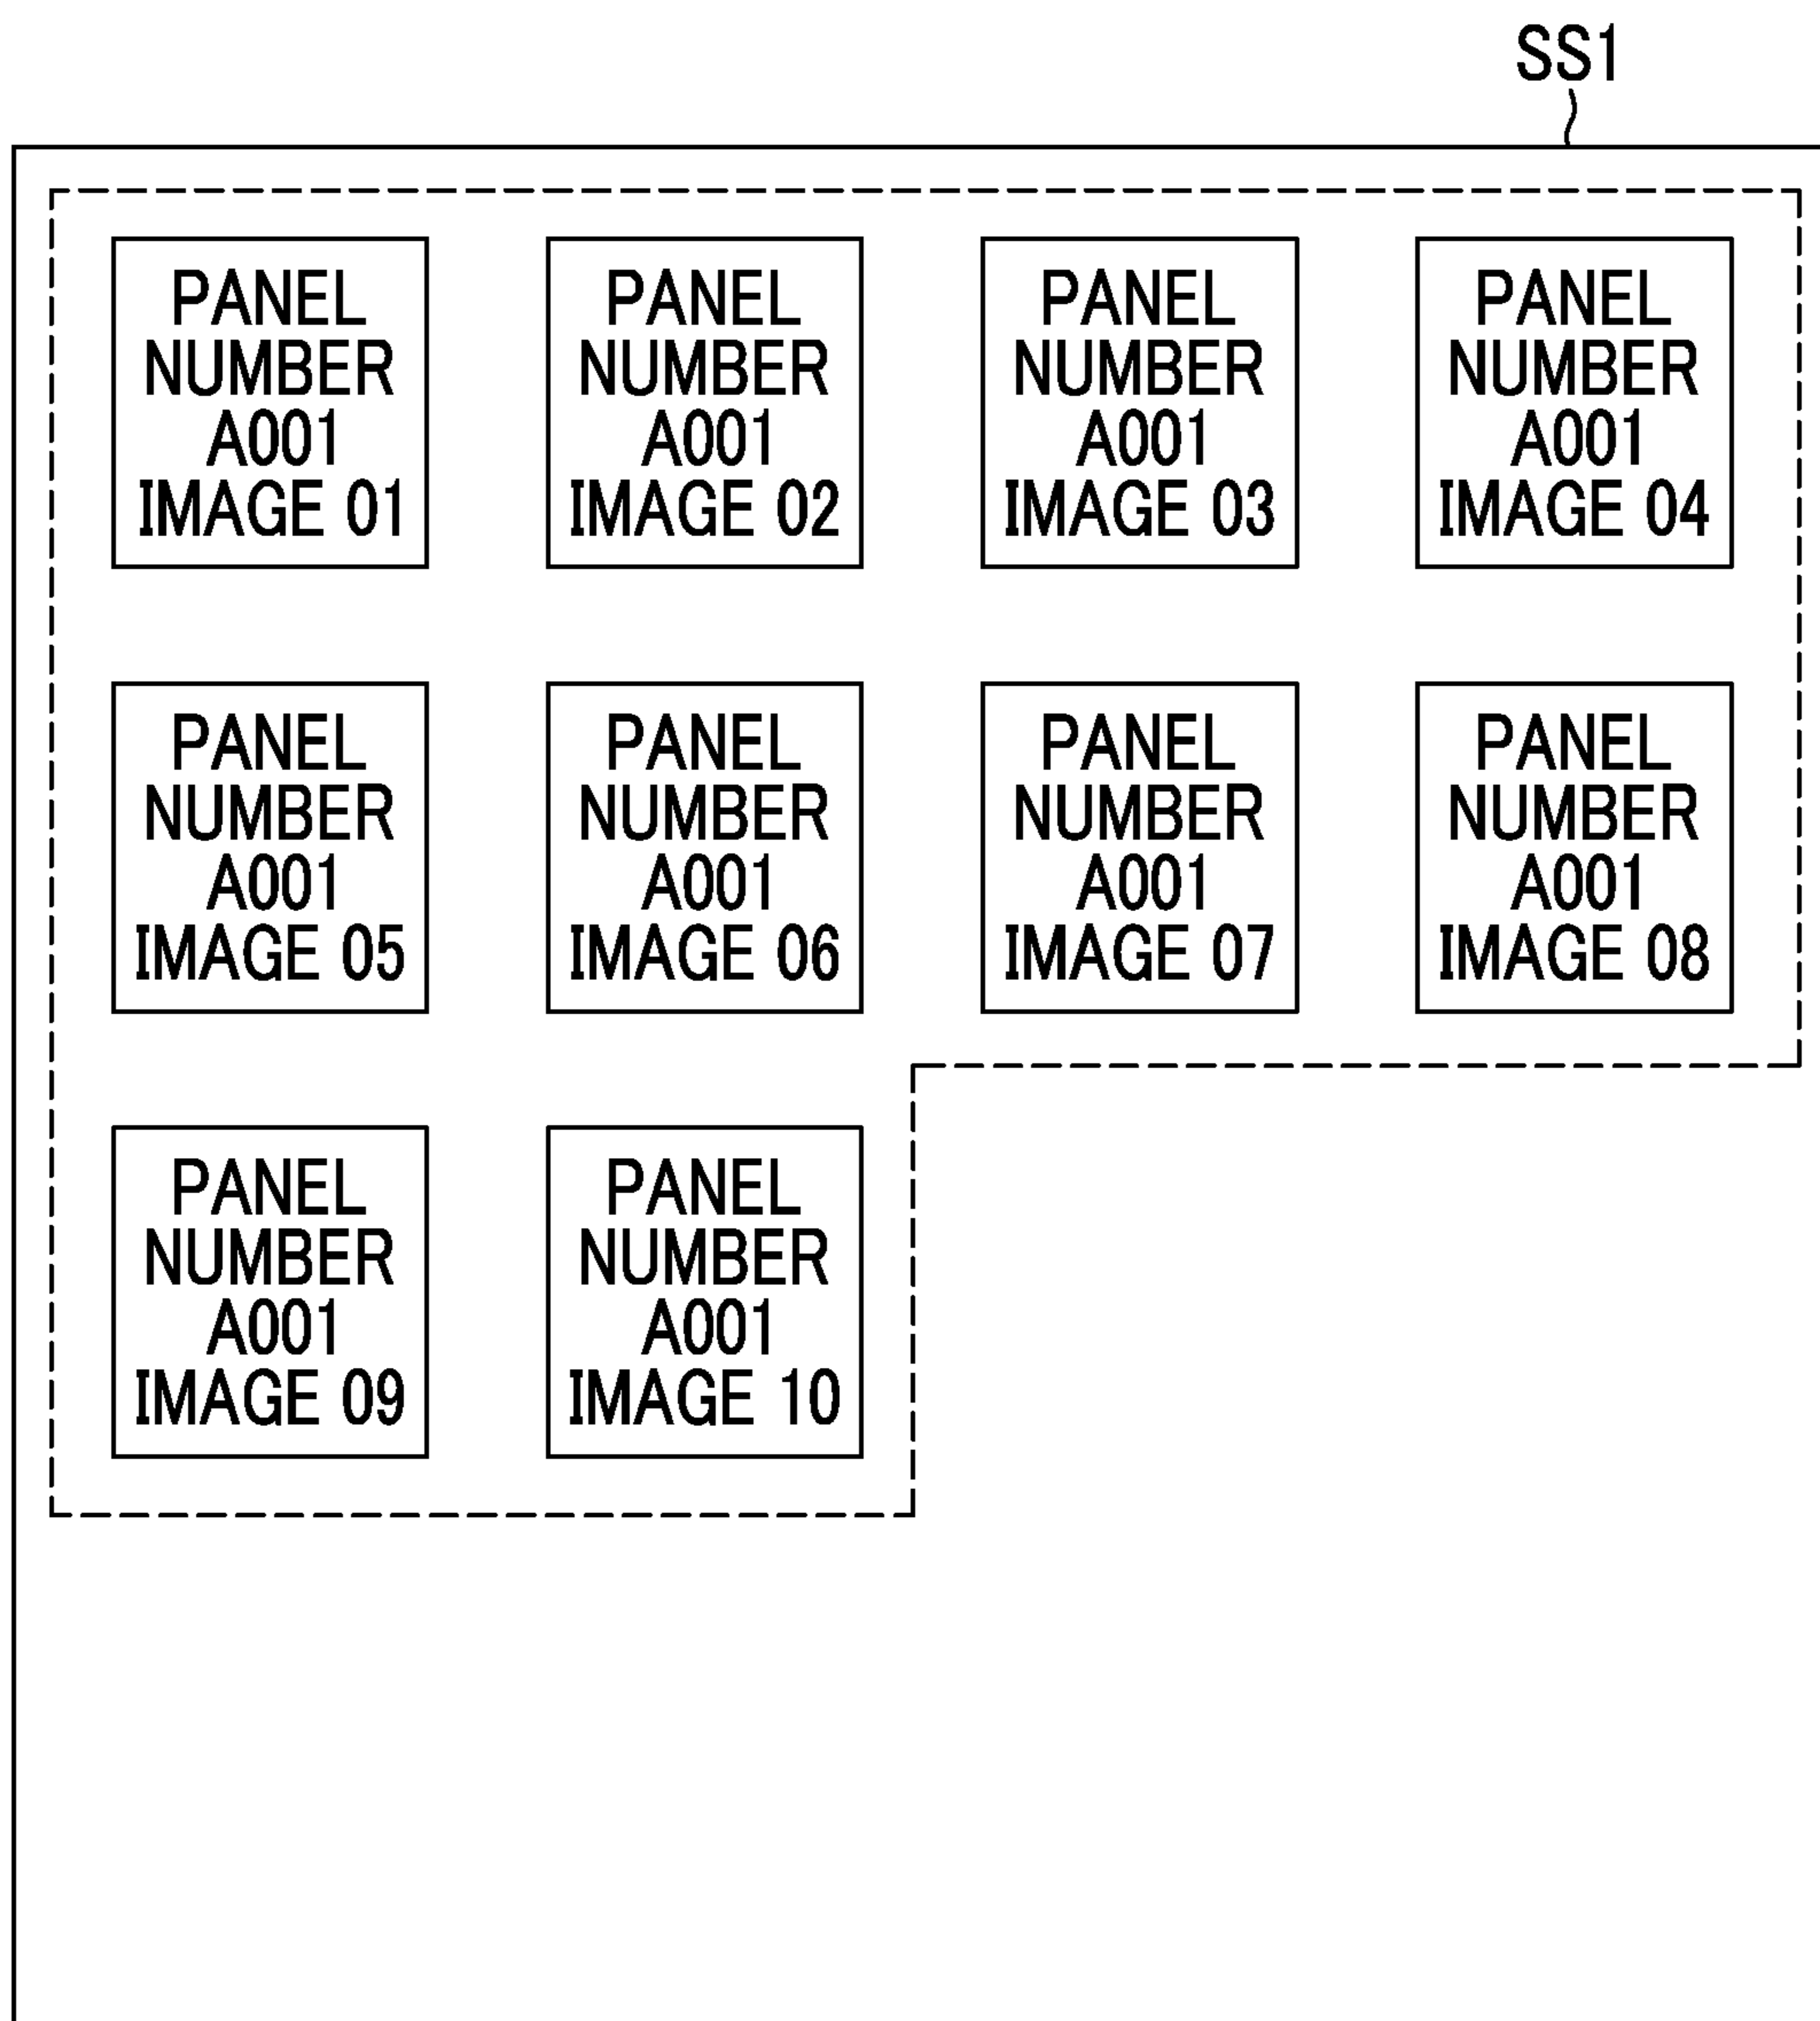 SS1
PANEL
NUMBER
A001
IMAGE 01
PANEL
NUMBER
A001
IMAGE 02
PANEL
NUMBER
A001
IMAGE 03
PANEL
NUMBER
A001
IMAGE 04
PANEL
NUMBER
A001
IMAGE 05
PANEL
NUMBER
A001
IMAGE 06
PANEL
NUMBER
A001
IMAGE 07
PANEL
NUMBER
A001
IMAGE 08
PANEL
NUMBER
A001
IMAGE 09
PANEL
NUMBER
A001
IMAGE 10